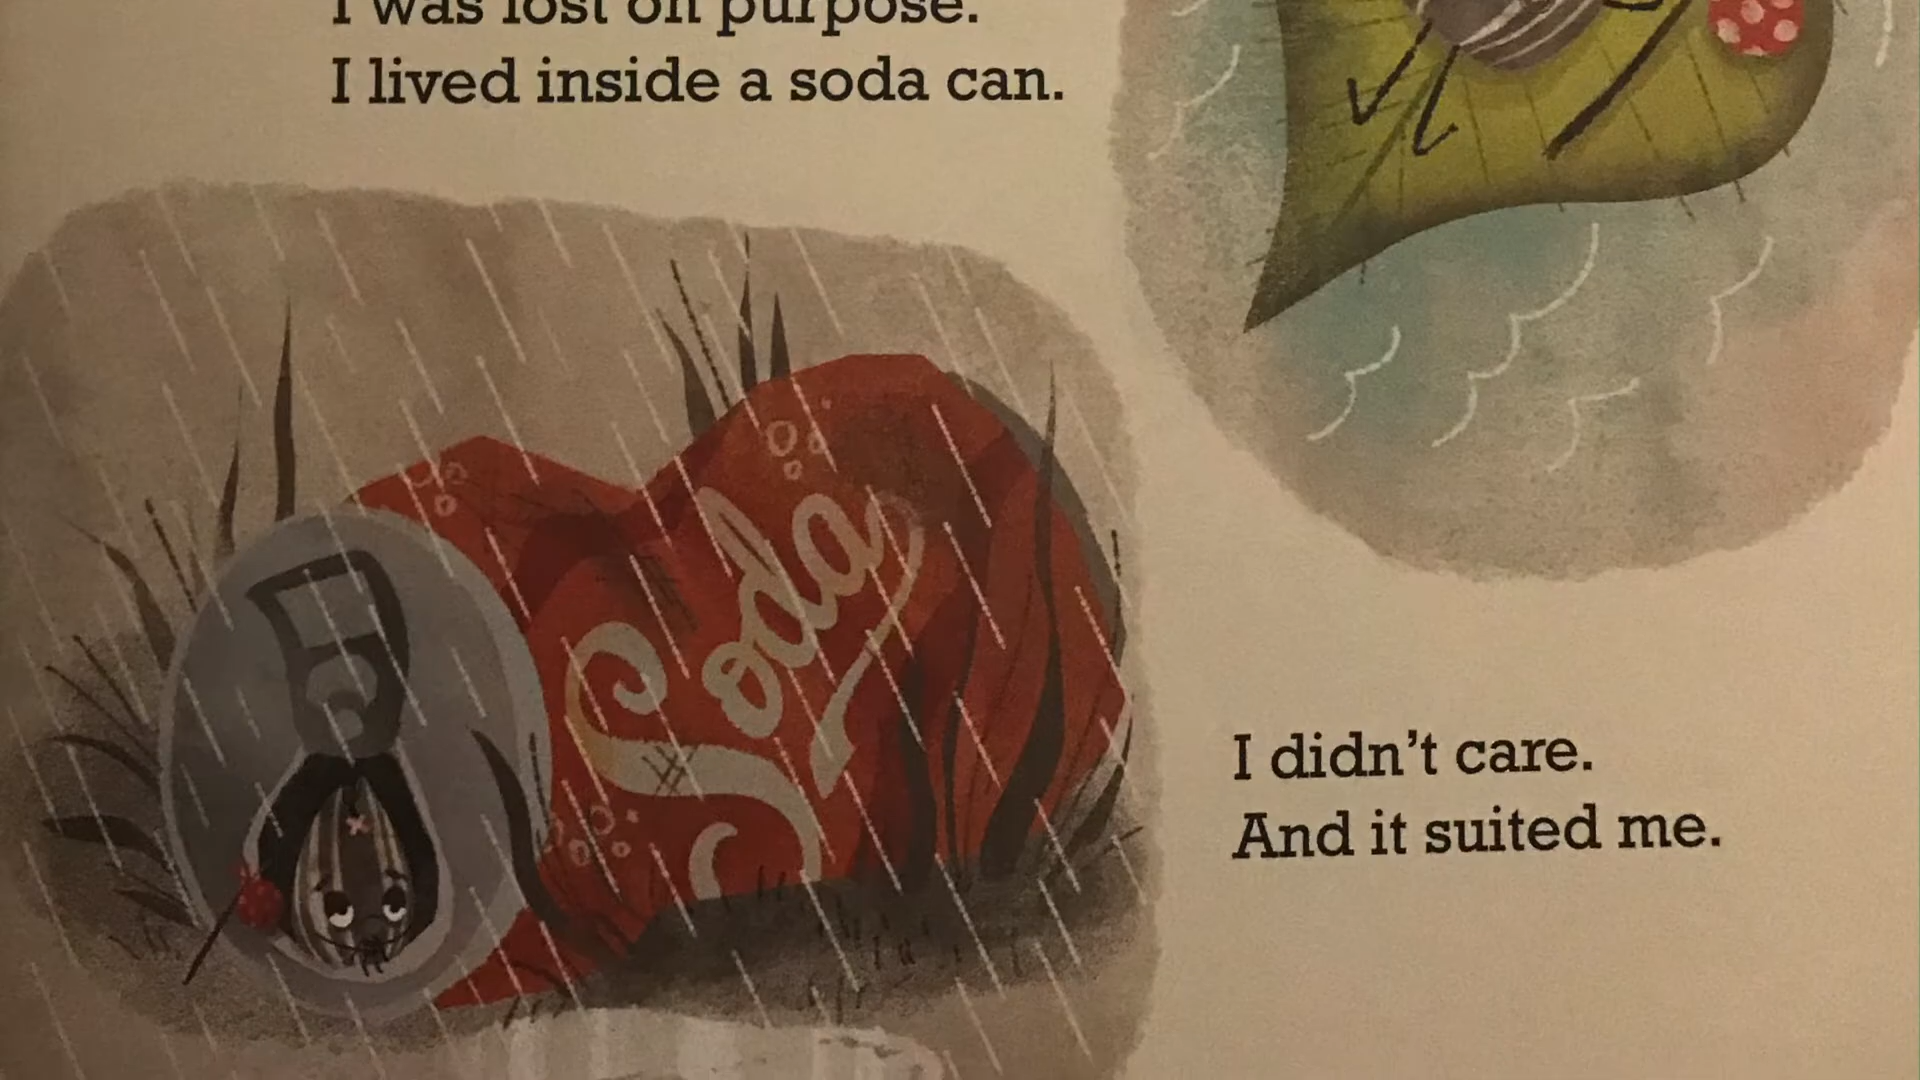 I was lost on purpose.
I lived inside a soda can.
Soda
I didn't care.
And it suited me.